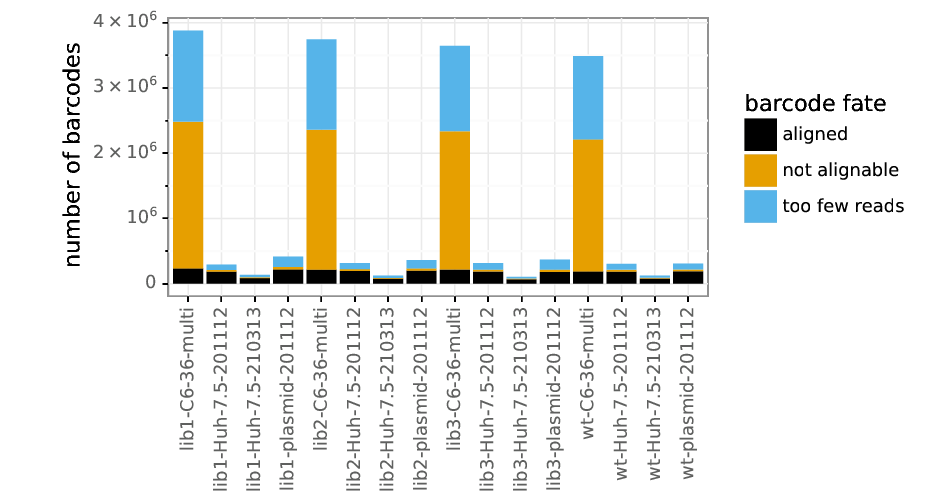 4 × 10⁶
3 × 10⁶
2 × 10⁶
10⁶
0
number of barcodes
lib1-C6-36-multi
lib1-Huh-7.5-201112
lib1-Huh-7.5-210313
lib1-plasmid-201112
lib2-C6-36-multi
lib2-Huh-7.5-201112
lib2-Huh-7.5-210313
lib2-plasmid-201112
lib3-C6-36-multi
lib3-Huh-7.5-201112
lib3-Huh-7.5-210313
lib3-plasmid-201112
wt-C6-36-multi
wt-Huh-7.5-201112
wt-Huh-7.5-210313
wt-plasmid-201112
barcode fate
aligned
not alignable
too few reads